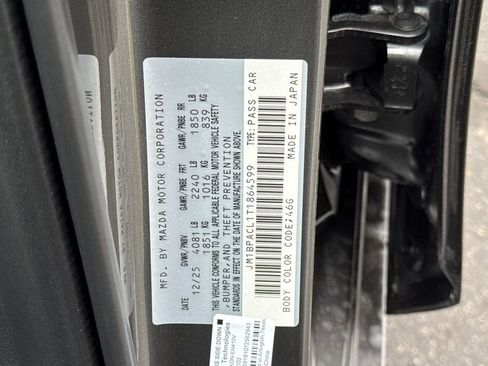 MFD. BY MAZDA MOTOR CORPORATION
DATE GVWR/PNBV GAWR/PNBE FRT GAWR/PNBE RR
12/25 4081 LB 2240 LB 1850 LB
1851 KG 1016 KG 839 KG
THIS VEHICLE CONFORMS TO ALL APPLICABLE FEDERAL MOTOR VEHICLE SAFETY
, BUMPER, AND THEFT PREVENTION
STANDARDS IN EFFECT ON THE DATE OF MANUFACTURE SHOWN ABOVE.
JM1BPACL1T1864599 TYPE: PASS CAR
BODY COLOR CODE:46G MADE IN JAPAN
S SIDE DOWN
Technologies